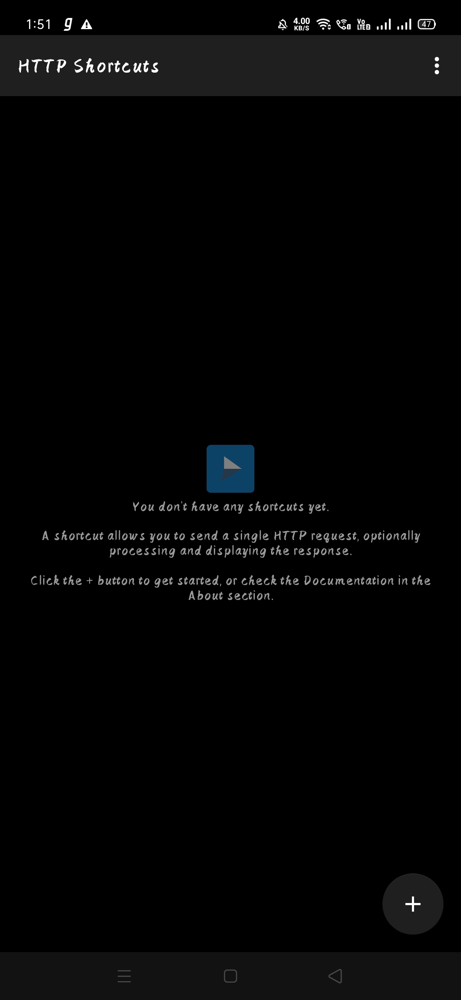 1:51 g 4.00 KB/S Vo LTE 2 47
HTTP Shortcuts
You don't have any shortcuts yet.
A shortcut allows you to send a single HTTP request, optionally
processing and displaying the response.
Click the + button to get started, or check the Documentation in the
About section.
+